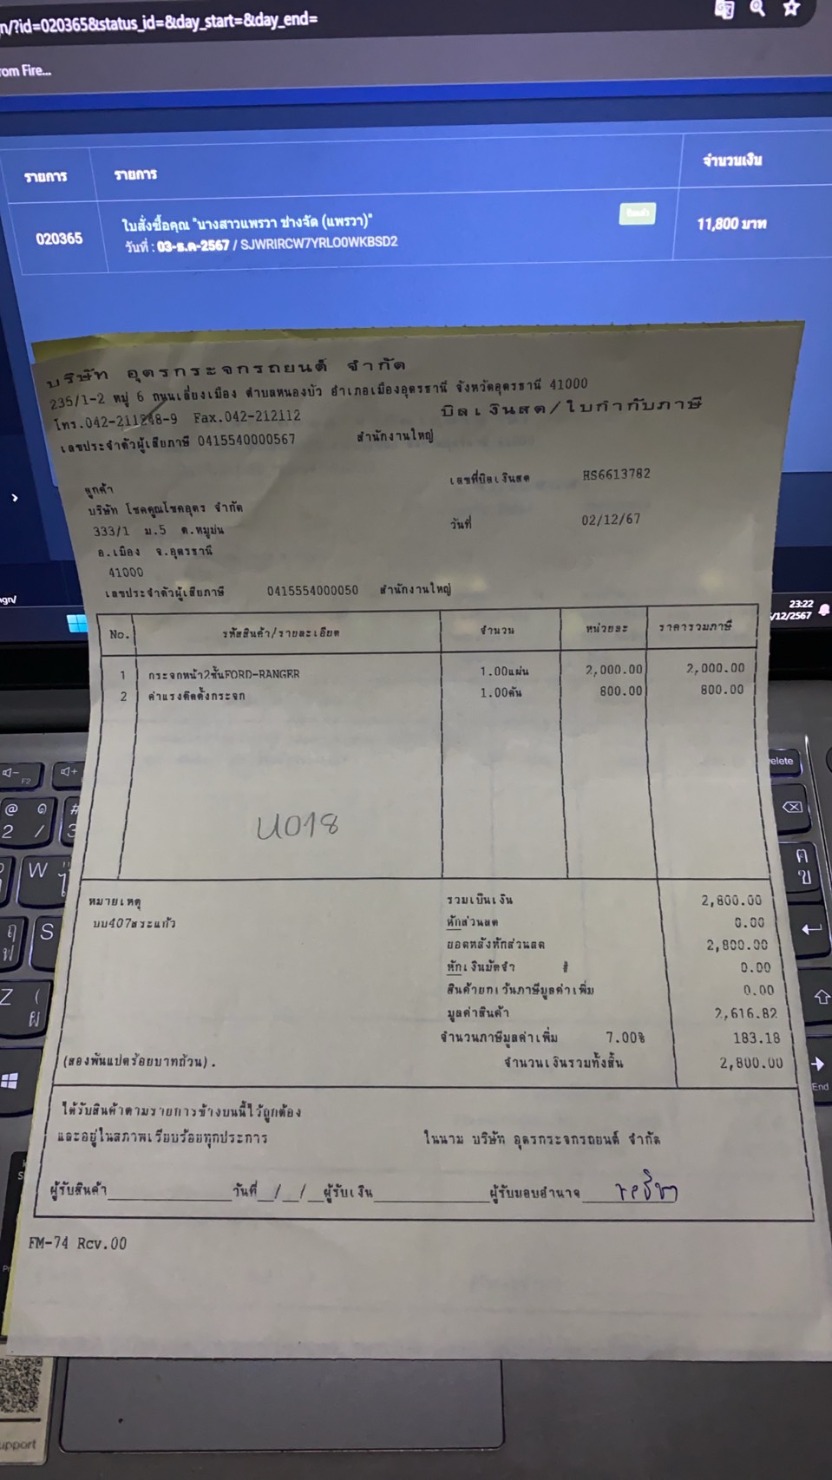 n/?id=020365&status_id=&day_start=&day_end=
rom Fire...
รายการ รายการ จำนวนเงิน
020365 ใบสั่งซื้อคุณ "นางสาวแพรวา ช่างจัด (แพรวา)" 11,800 บาท
วันที่ : 03-ธ.ค-2567 / SJWRIRCW7YRLO0WKBSD2
บริษัท อุดรกระจกรถยนต์ จำกัด
235/1-2 หมู่ 6 ถนนเลี่ยงเมือง ตำบลหนองบัว อำเภอเมืองอุดรธานี จังหวัดอุดรธานี 41000
โทร.042-211248-9 Fax.042-212112 บิลเงินสด/ใบกำกับภาษี
เลขประจำตัวผู้เสียภาษี 0415540000567 สำนักงานใหญ่
ลูกค้า เลขที่บิลเงินสด HS6613782
บริษัท โชคคูณโชคอุดร จำกัด
333/1 ม.5 ต.หมูม่น วันที่ 02/12/67
อ.เมือง จ.อุดรธานี
41000
เลขประจำตัวผู้เสียภาษี 0415554000050 สำนักงานใหญ่
ngn/
23:22
/12/2567
No. รหัสสินค้า/รายละเอียด จำนวน หน่วยละ ราคารวมภาษี
1 กระจกหน้า2ชั้นFORD-RANGER 1.00แผ่น 2,000.00 2,000.00
2 ค่าแรงติดตั้งกระจก 1.00คัน 800.00 800.00
U018
หมายเหตุ รวมเป็นเงิน 2,800.00
บบ407สระแก้ว หักส่วนลด 0.00
ยอดหลังหักส่วนลด 2,800.00
หักเงินมัดจำ # 0.00
สินค้ายกเว้นภาษีมูลค่าเพิ่ม 0.00
มูลค่าสินค้า 2,616.82
จำนวนภาษีมูลค่าเพิ่ม 7.00% 183.18
(สองพันแปดร้อยบาทถ้วน). จำนวนเงินรวมทั้งสิ้น 2,800.00
ได้รับสินค้าตามรายการข้างบนนี้ไว้ถูกต้อง
และอยู่ในสภาพเรียบร้อยทุกประการ ในนาม บริษัท อุดรกระจกรถยนต์ จำกัด
ผู้รับสินค้า วันที่ / / ผู้รับเงิน ผู้รับมอบอำนาจ
FM-74 Rev.00
upport
Delete
End